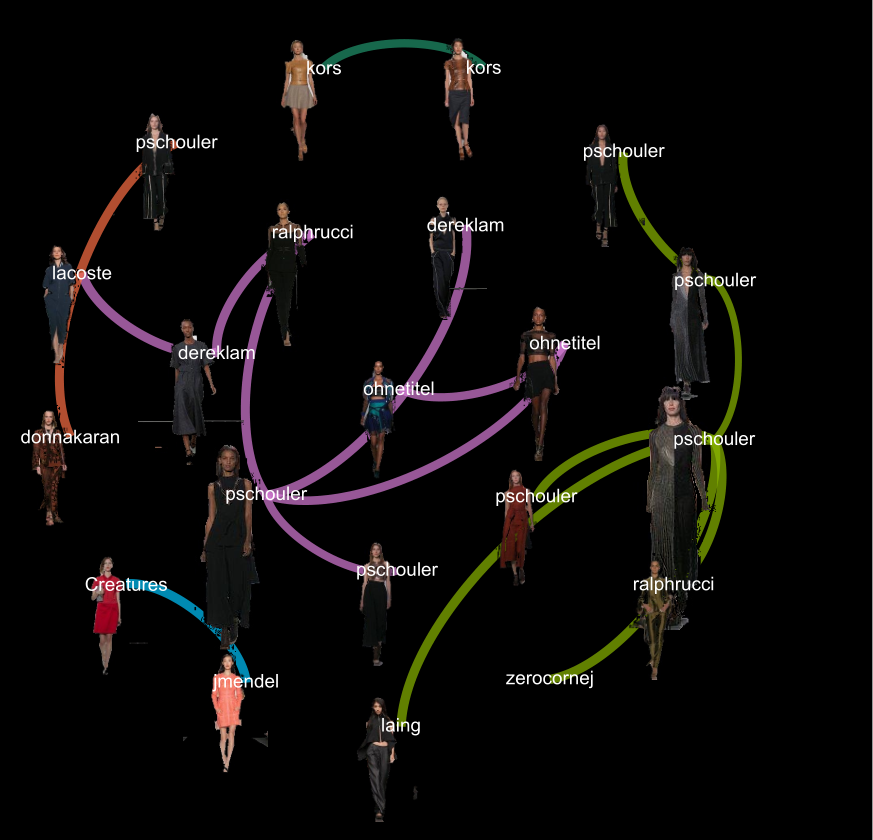 kors
kors
pschouler
pschouler
ralphrucci
dereklam
lacoste
pschouler
dereklam
ohnetitel
ohnetitel
donnakaran
pschouler
pschouler
pschouler
pschouler
Creatures
ralphrucci
jmendel
zerocornej
laing